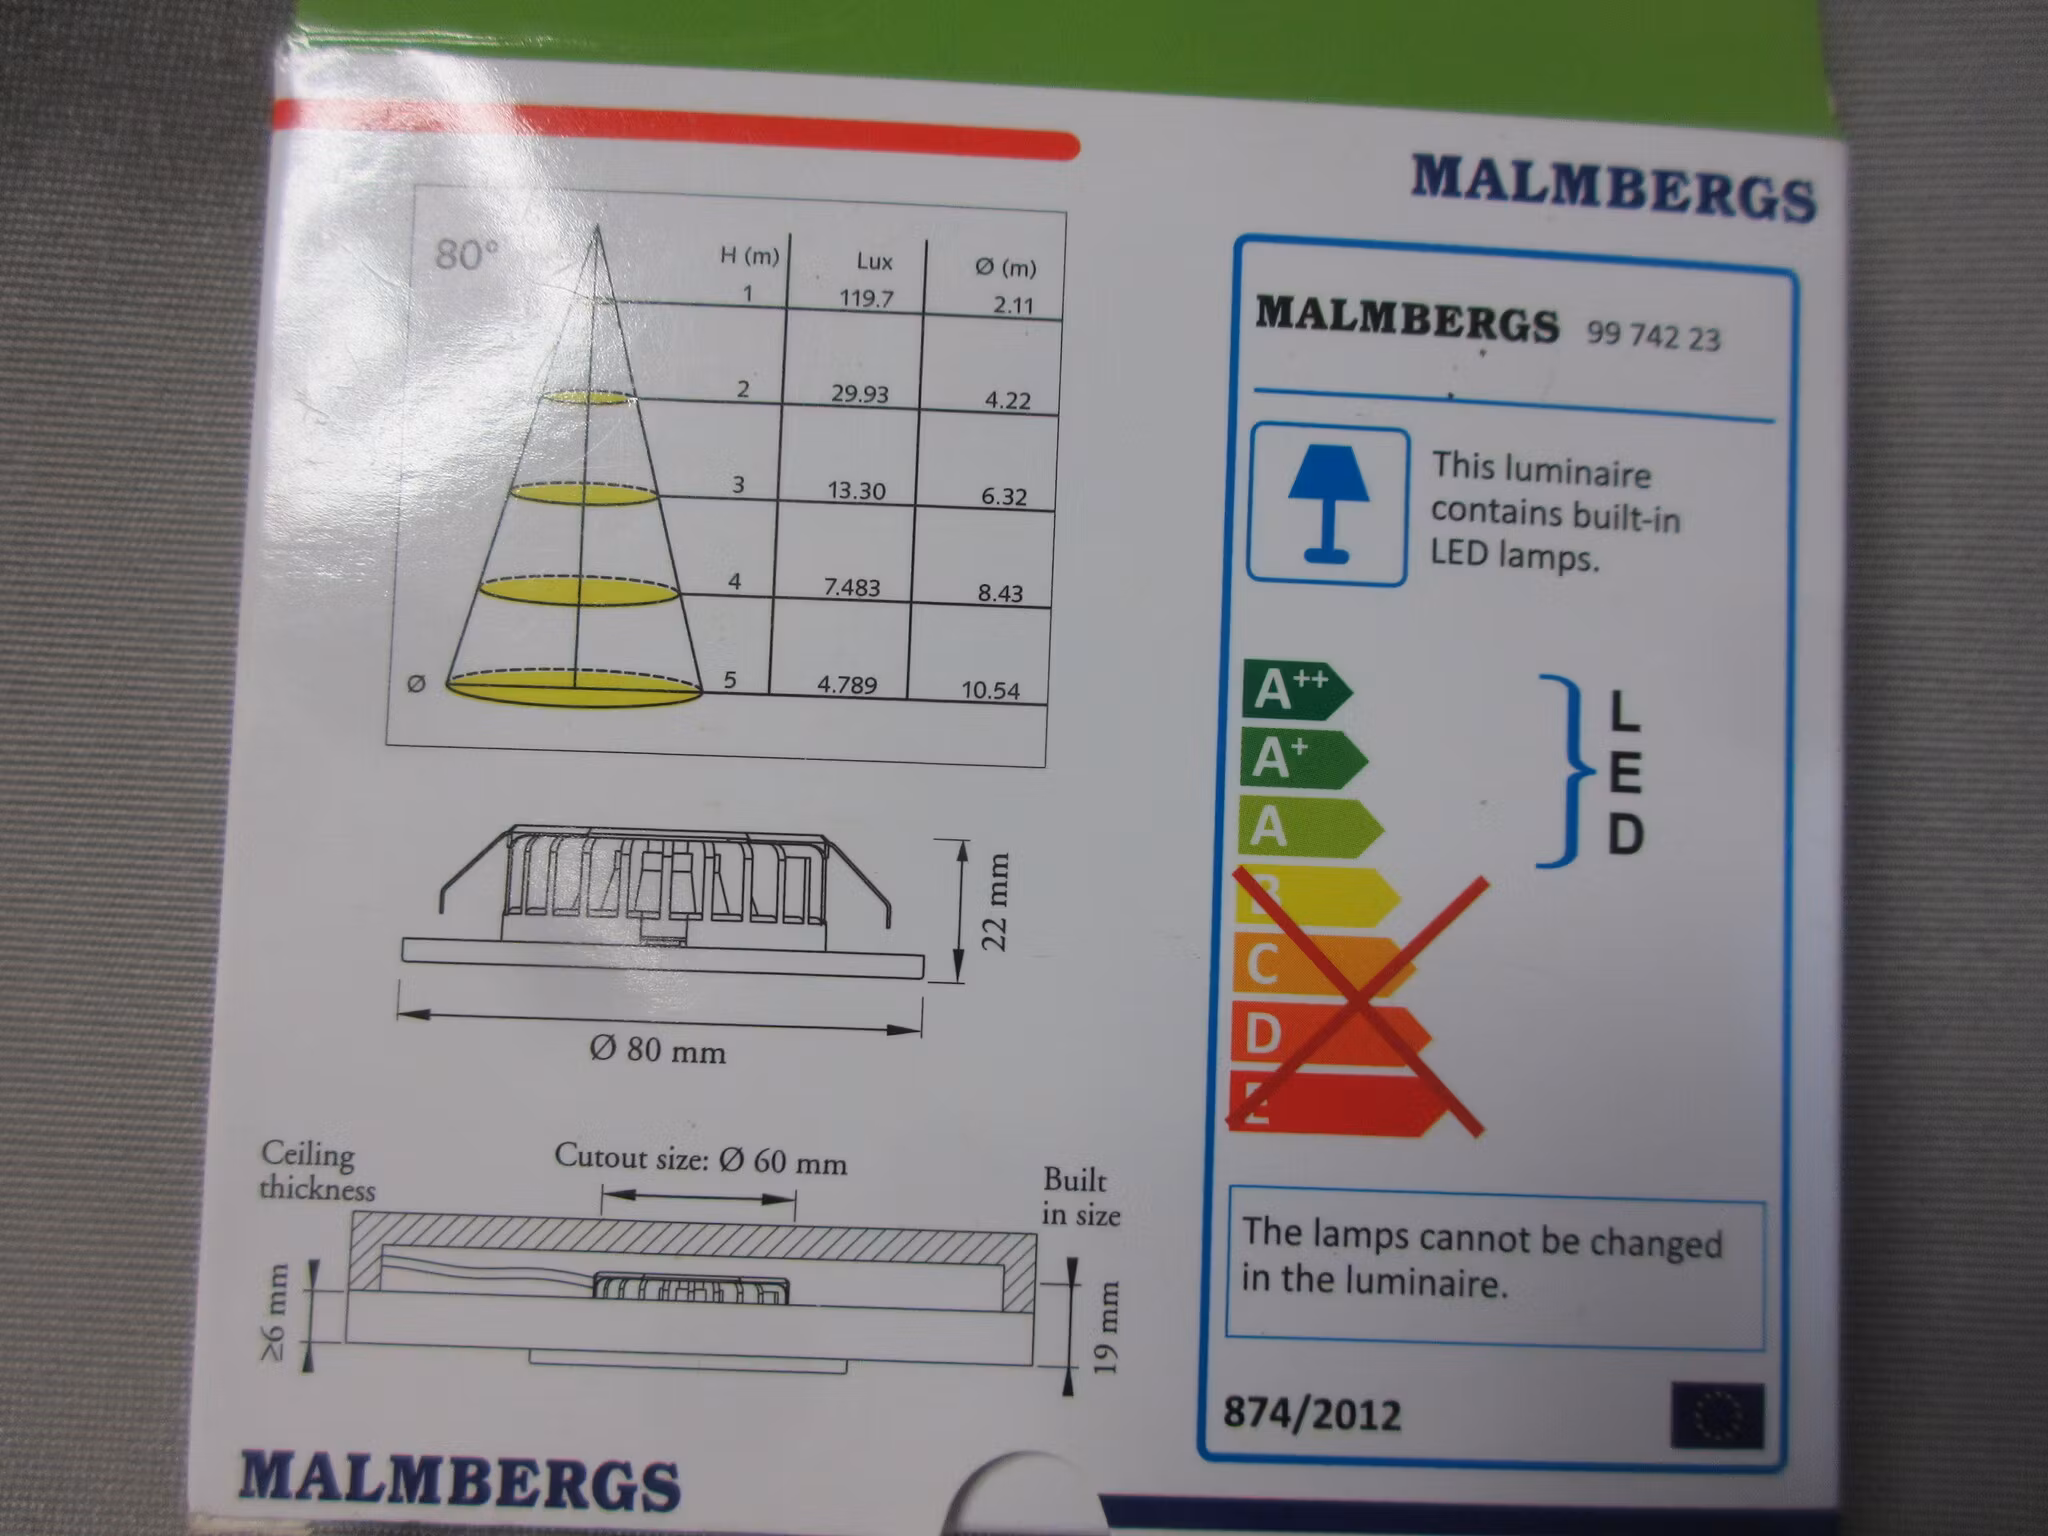 MALMBERGS
80°
H (m) Lux Ø (m)
1 119.7 2.11
2 29.93 4.22
3 13.30 6.32
4 7.483 8.43
Ø 5 4.789 10.54
22 mm
Ø 80 mm
Ceiling
thickness
Cutout size: Ø 60 mm
Built
in size
≥6 mm
19 mm
MALMBERGS
MALMBERGS 99 742 23
This luminaire
contains built-in
LED lamps.
A++
A+
A
B
C
D
E
L
E
D
The lamps cannot be changed
in the luminaire.
874/2012